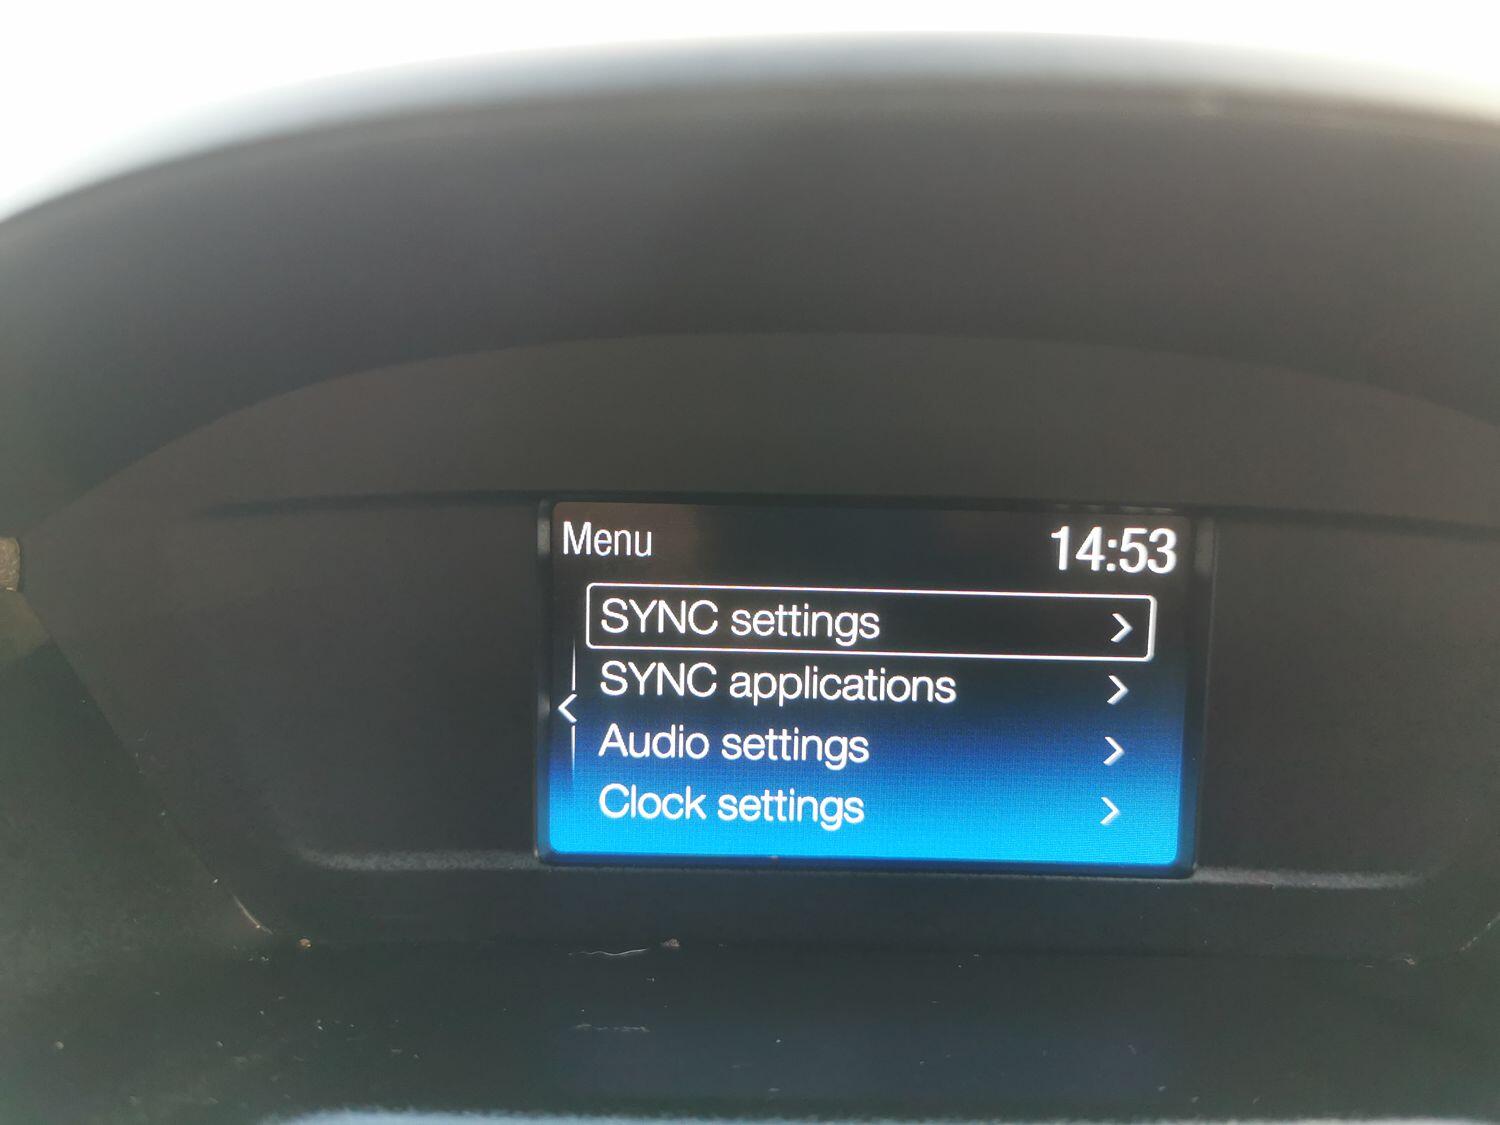 Menu 14:53
SYNC settings
SYNC applications
Audio settings
Clock settings